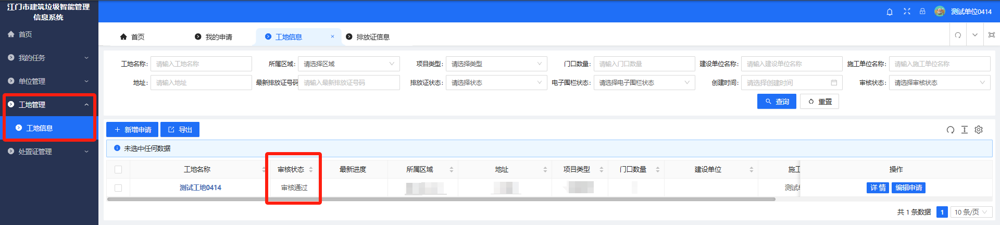 江门市建筑垃圾智能管理
信息系统
测试单位0414
首页
我的任务
单位管理
工地管理
工地信息
处置证管理
首页
我的申请
工地信息
×
排放证信息
工地名称:
请输入工地名称
所属区域:
请选择区域
项目类型:
请选择类型
门口数量:
请输入门口数量
建设单位名称:
请输入建设单位名称
施工单位名称:
请输入施工单位名称
地址:
请输入地址
最新排放证号码
请输入最新排放证号码
排放证状态:
请选择状态
电子围栏状态:
请选择电子围栏状态
创建时间:
请选择创建时间
审核状态:
请选择审核状态
查询
重置
+ 新增申请
导出
未选中任何数据
工地名称
审核状态
最新进度
所属区域
地址
项目类型
门口数量
建设单位
施工
操作
测试工地0414
审核通过
测试单
详情
编辑申请
共 1 条数据
1
10 条/页